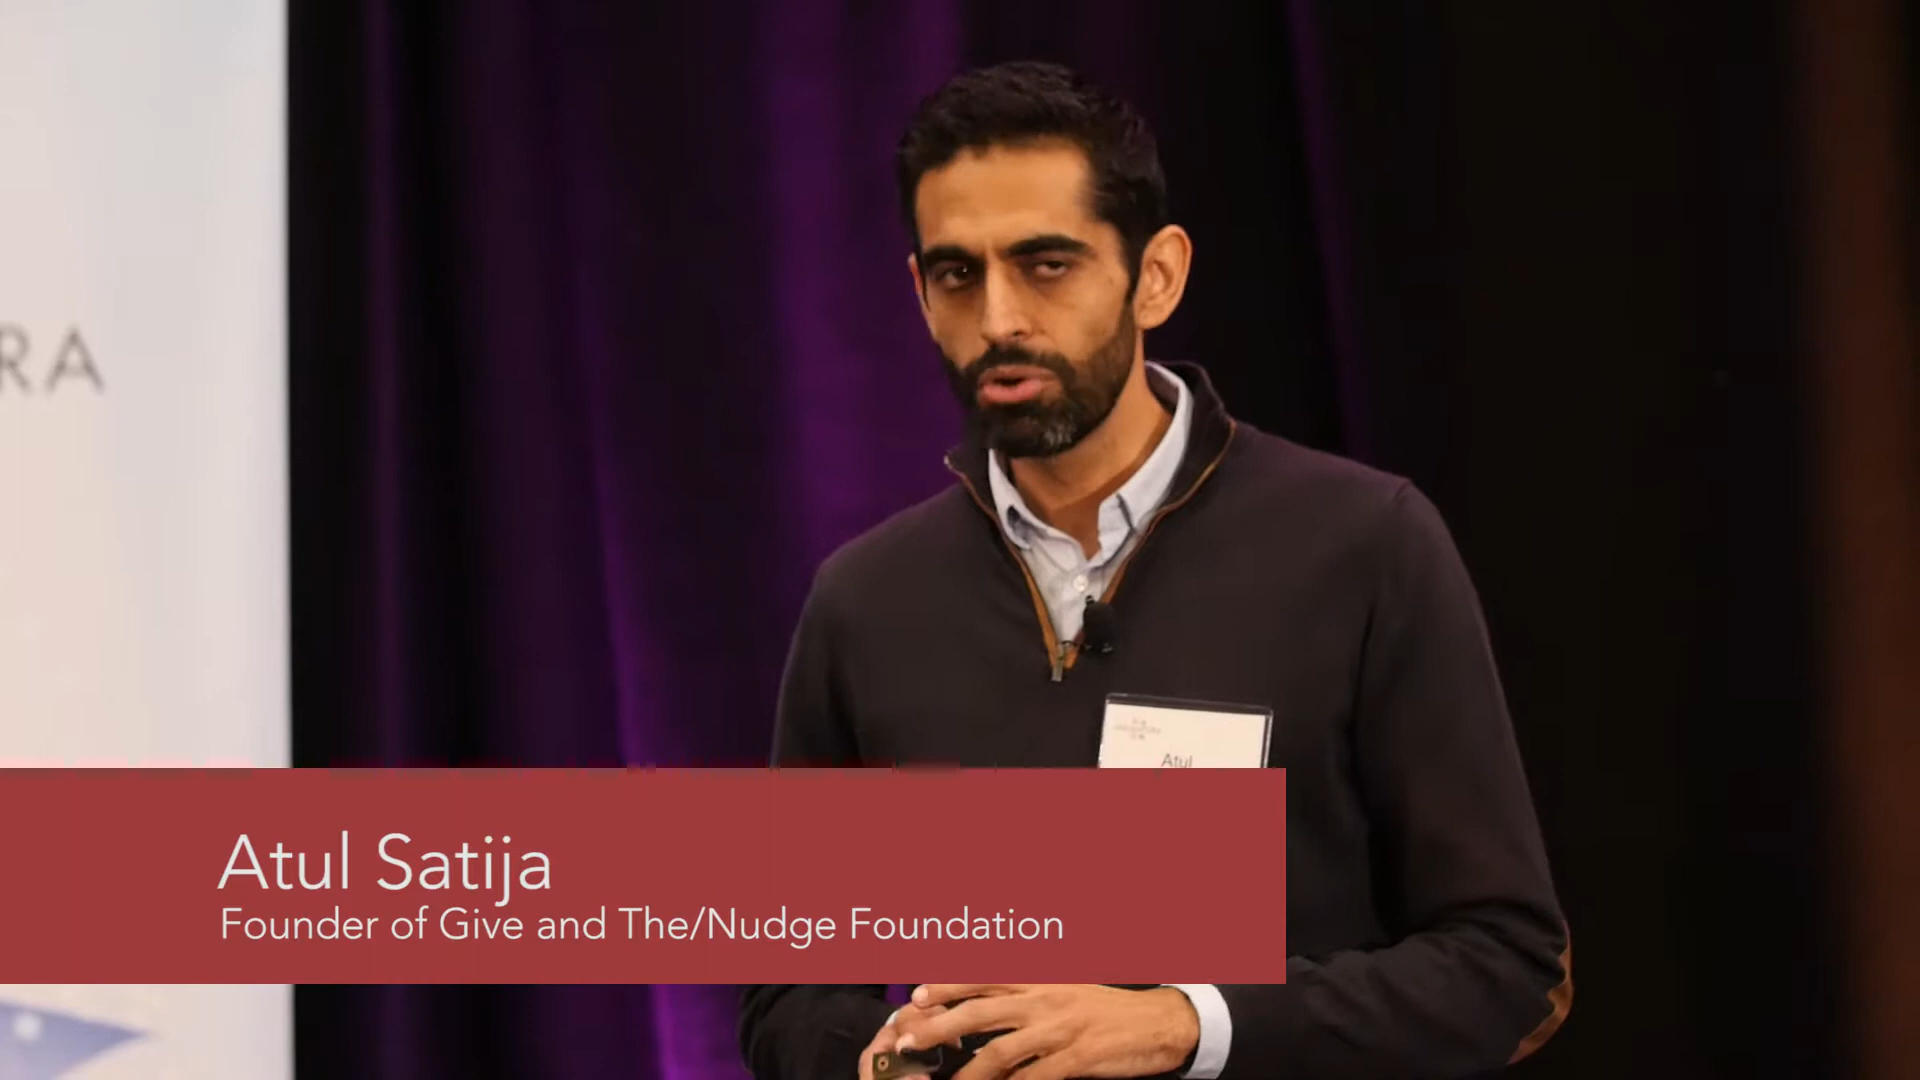 RA
Atul
Atul Satija
Founder of Give and The/Nudge Foundation